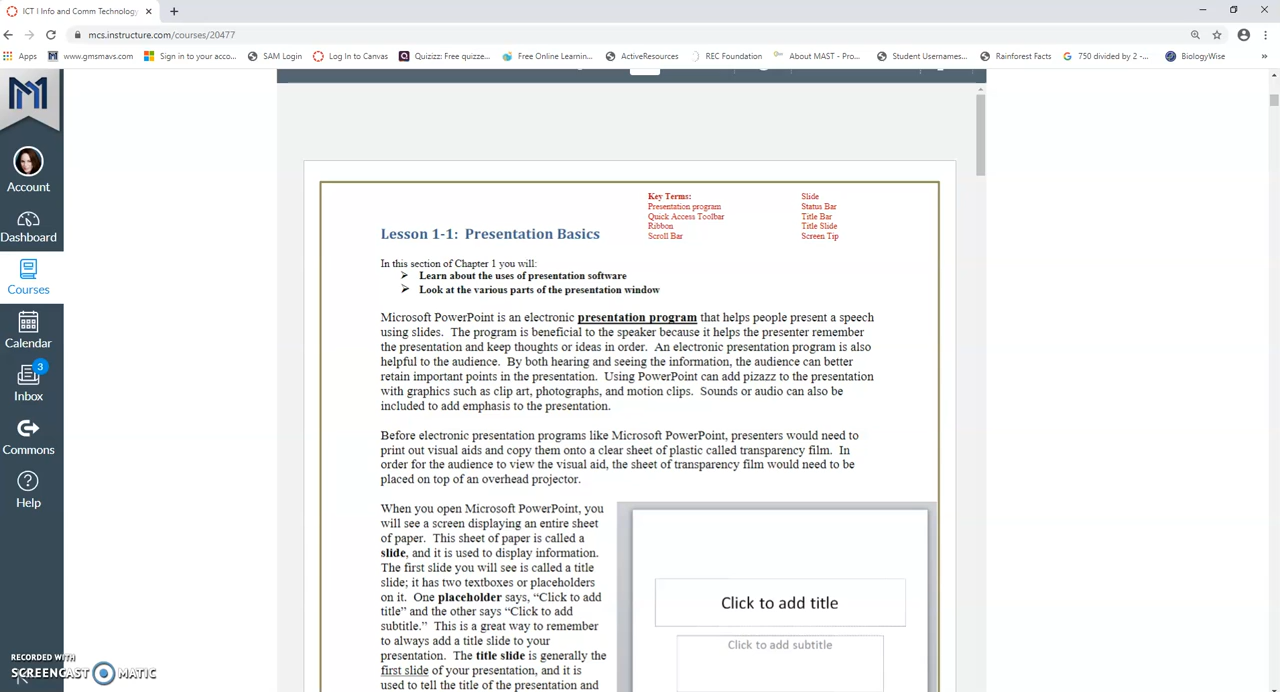 ICT I Info and Comm Technology
mcs.instructure.com/courses/20477
Apps
www.gmsmavs.com
Sign in to your acco...
SAM Login
Log In to Canvas
Quizizz: Free quizze...
Free Online Learnin...
ActiveResources
REC Foundation
About MAST - Pro...
Student Usernames...
Rainforest Facts
750 divided by 2 -...
BiologyWise
»
M
Account
Dashboard
Courses
Calendar
3
Inbox
Commons
Help
Key Terms:
Presentation program
Quick Access Toolbar
Ribbon
Scroll Bar
Slide
Status Bar
Title Bar
Title Slide
Screen Tip
Lesson 1-1: Presentation Basics
In this section of Chapter 1 you will:
Learn about the uses of presentation software
Look at the various parts of the presentation window
Microsoft PowerPoint is an electronic presentation program that helps people present a speech
using slides. The program is beneficial to the speaker because it helps the presenter remember
the presentation and keep thoughts or ideas in order. An electronic presentation program is also
helpful to the audience. By both hearing and seeing the information, the audience can better
retain important points in the presentation. Using PowerPoint can add pizazz to the presentation
with graphics such as clip art, photographs, and motion clips. Sounds or audio can also be
included to add emphasis to the presentation.
Before electronic presentation programs like Microsoft PowerPoint, presenters would need to
print out visual aids and copy them onto a clear sheet of plastic called transparency film. In
order for the audience to view the visual aid, the sheet of transparency film would need to be
placed on top of an overhead projector.
When you open Microsoft PowerPoint, you
will see a screen displaying an entire sheet
of paper. This sheet of paper is called a
slide, and it is used to display information.
The first slide you will see is called a title
slide; it has two textboxes or placeholders
on it. One placeholder says, “Click to add
title” and the other says “Click to add
subtitle.” This is a great way to remember
to always add a title slide to your
presentation. The title slide is generally the
first slide of your presentation, and it is
used to tell the title of the presentation and
Click to add title
Click to add subtitle
RECORDED WITH
SCREENCAST MATIC